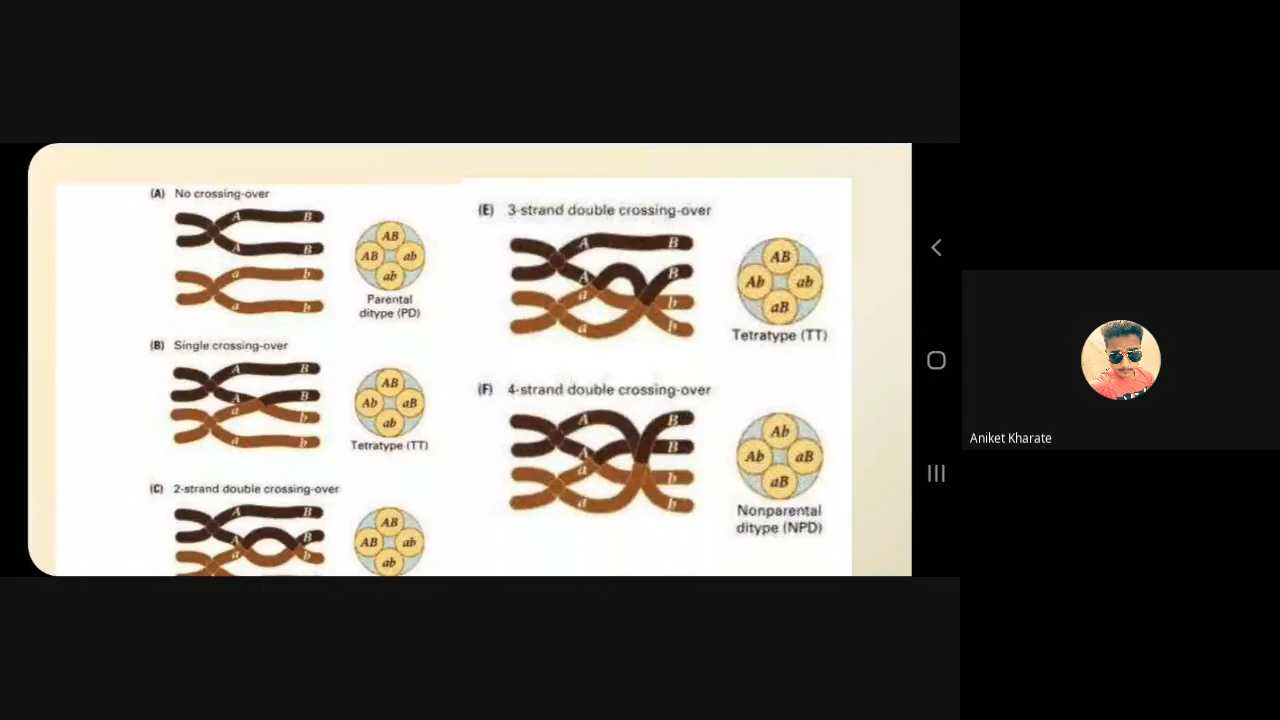 (A) No crossing-over
A B
A B
a b
a b
AB
AB ab
ab
Parental
ditype (PD)
(B) Single crossing-over
A B
A B
a b
a b
AB
Ab aB
ab
Tetratype (TT)
(C) 2-strand double crossing-over
A B
A B
a b
AB
AB ab
ab
(E) 3-strand double crossing-over
A B
A B
a b
a b
AB
Ab ab
aB
Tetratype (TT)
(F) 4-strand double crossing-over
A B
A B
a b
a b
Ab
Ab aB
aB
Nonparental
ditype (NPD)
Aniket Kharate